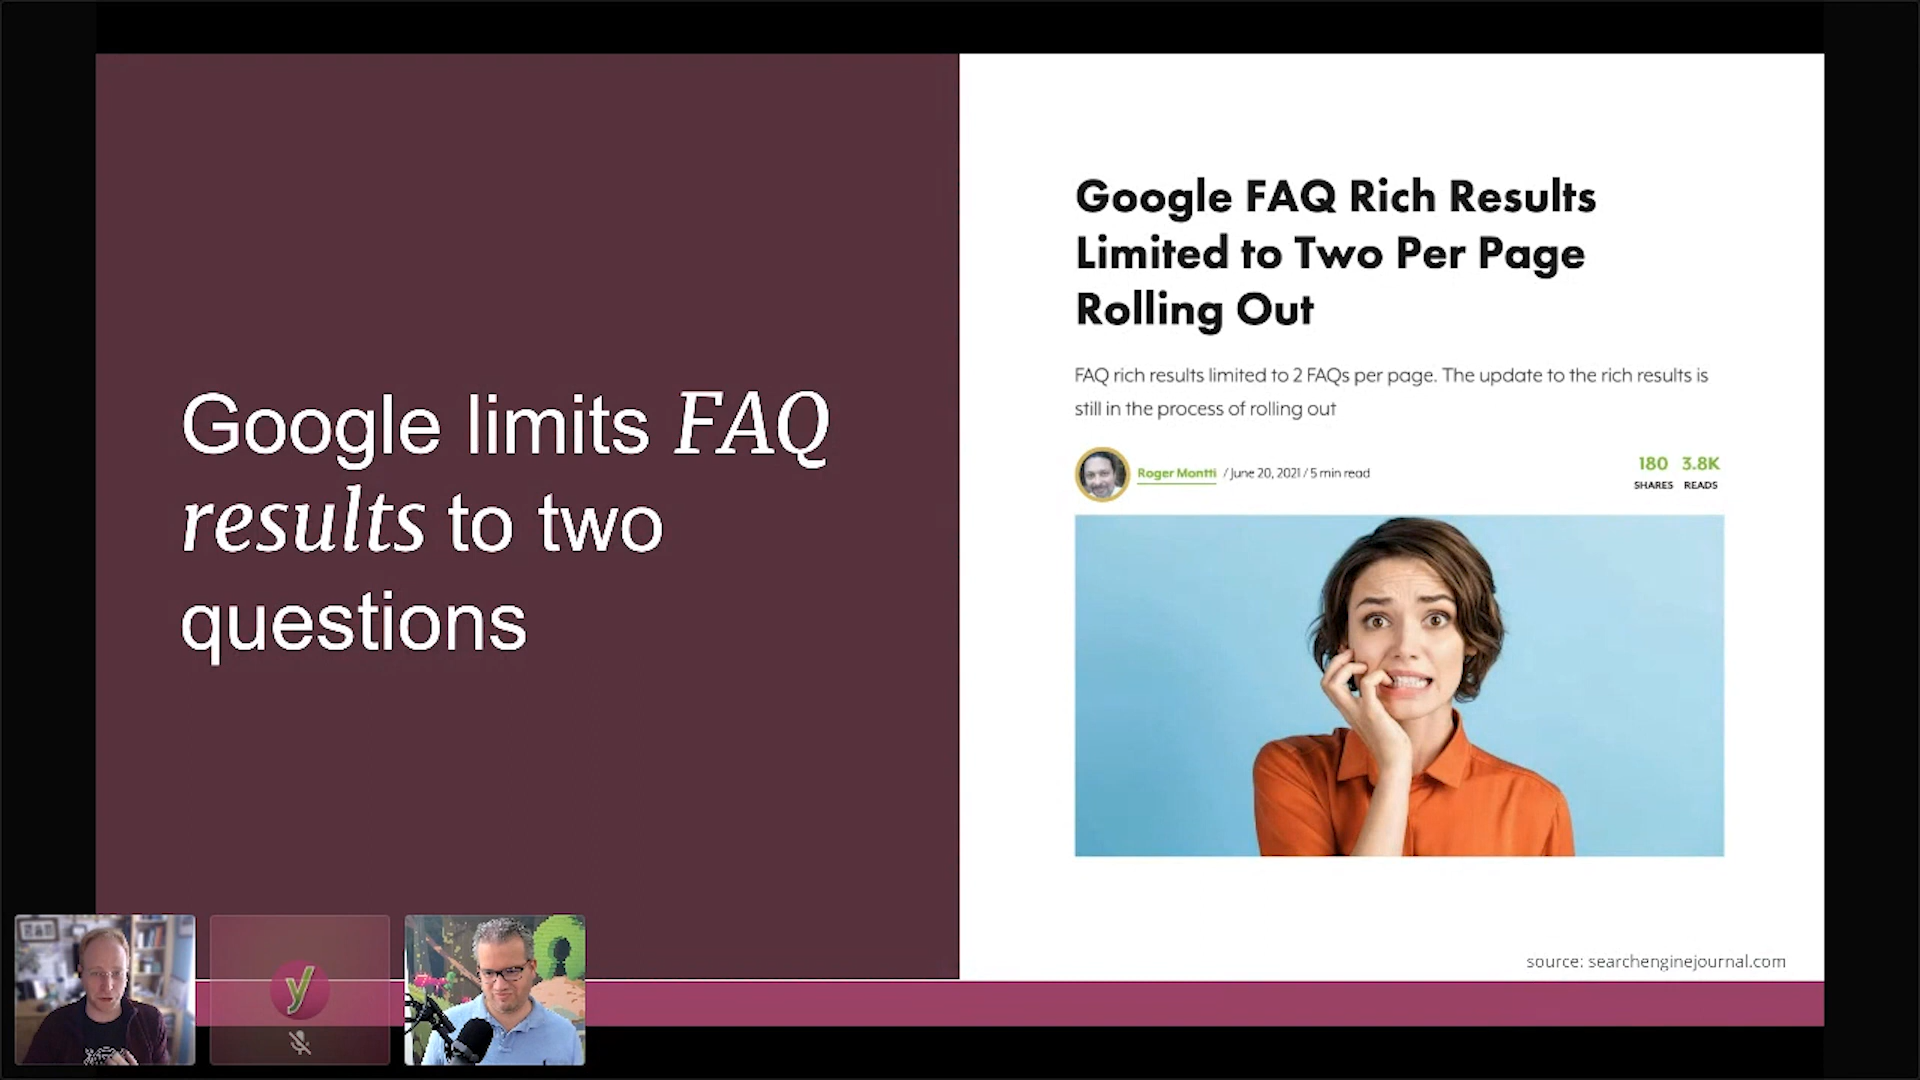 Google limits FAQ
results to two
questions
Google FAQ Rich Results
Limited to Two Per Page
Rolling Out
FAQ rich results limited to 2 FAQs per page. The update to the rich results is
still in the process of rolling out
Roger Montti / June 20, 2021 / 5 min read
180 3.8K
SHARES READS
source: searchenginejournal.com
y